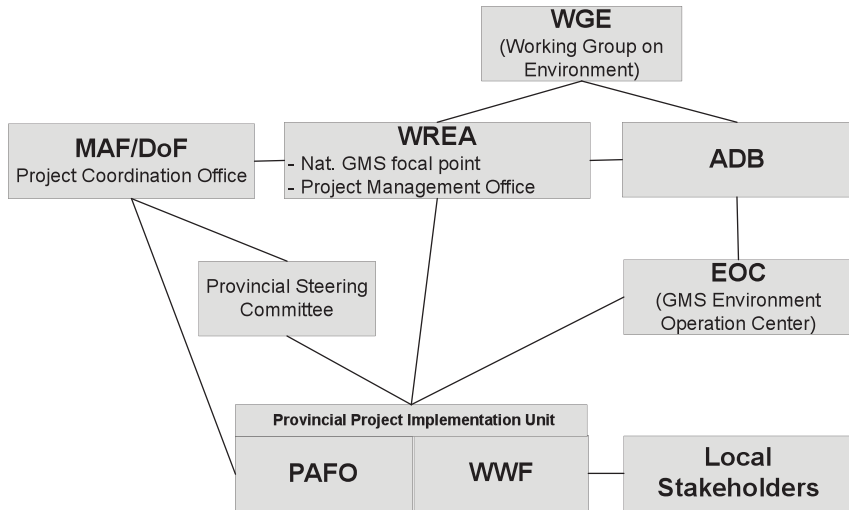 WGE
(Working Group on
Environment)
MAF/DoF
Project Coordination Office
WREA
- Nat. GMS focal point
- Project Management Office
ADB
Provincial Steering
Committee
EOC
(GMS Environment
Operation Center)
Provincial Project Implementation Unit
PAFO
WWF
Local
Stakeholders